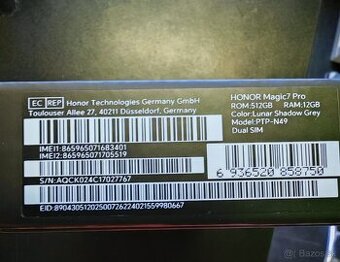 EC REP Honor Technologies Germany GmbH
Toulouser Allee 27, 40211 Düsseldorf, Germany
HONOR Magic7 Pro
ROM:512GB RAM:12GB
Color:Lunar Shadow Grey
Model:PTP-N49
Dual SIM
IMEI1:865965071683401
IMEI2:865965071705519
S/N:AQCK024C17027767
6 936520 858750
EID:89043051202500726224021559980667